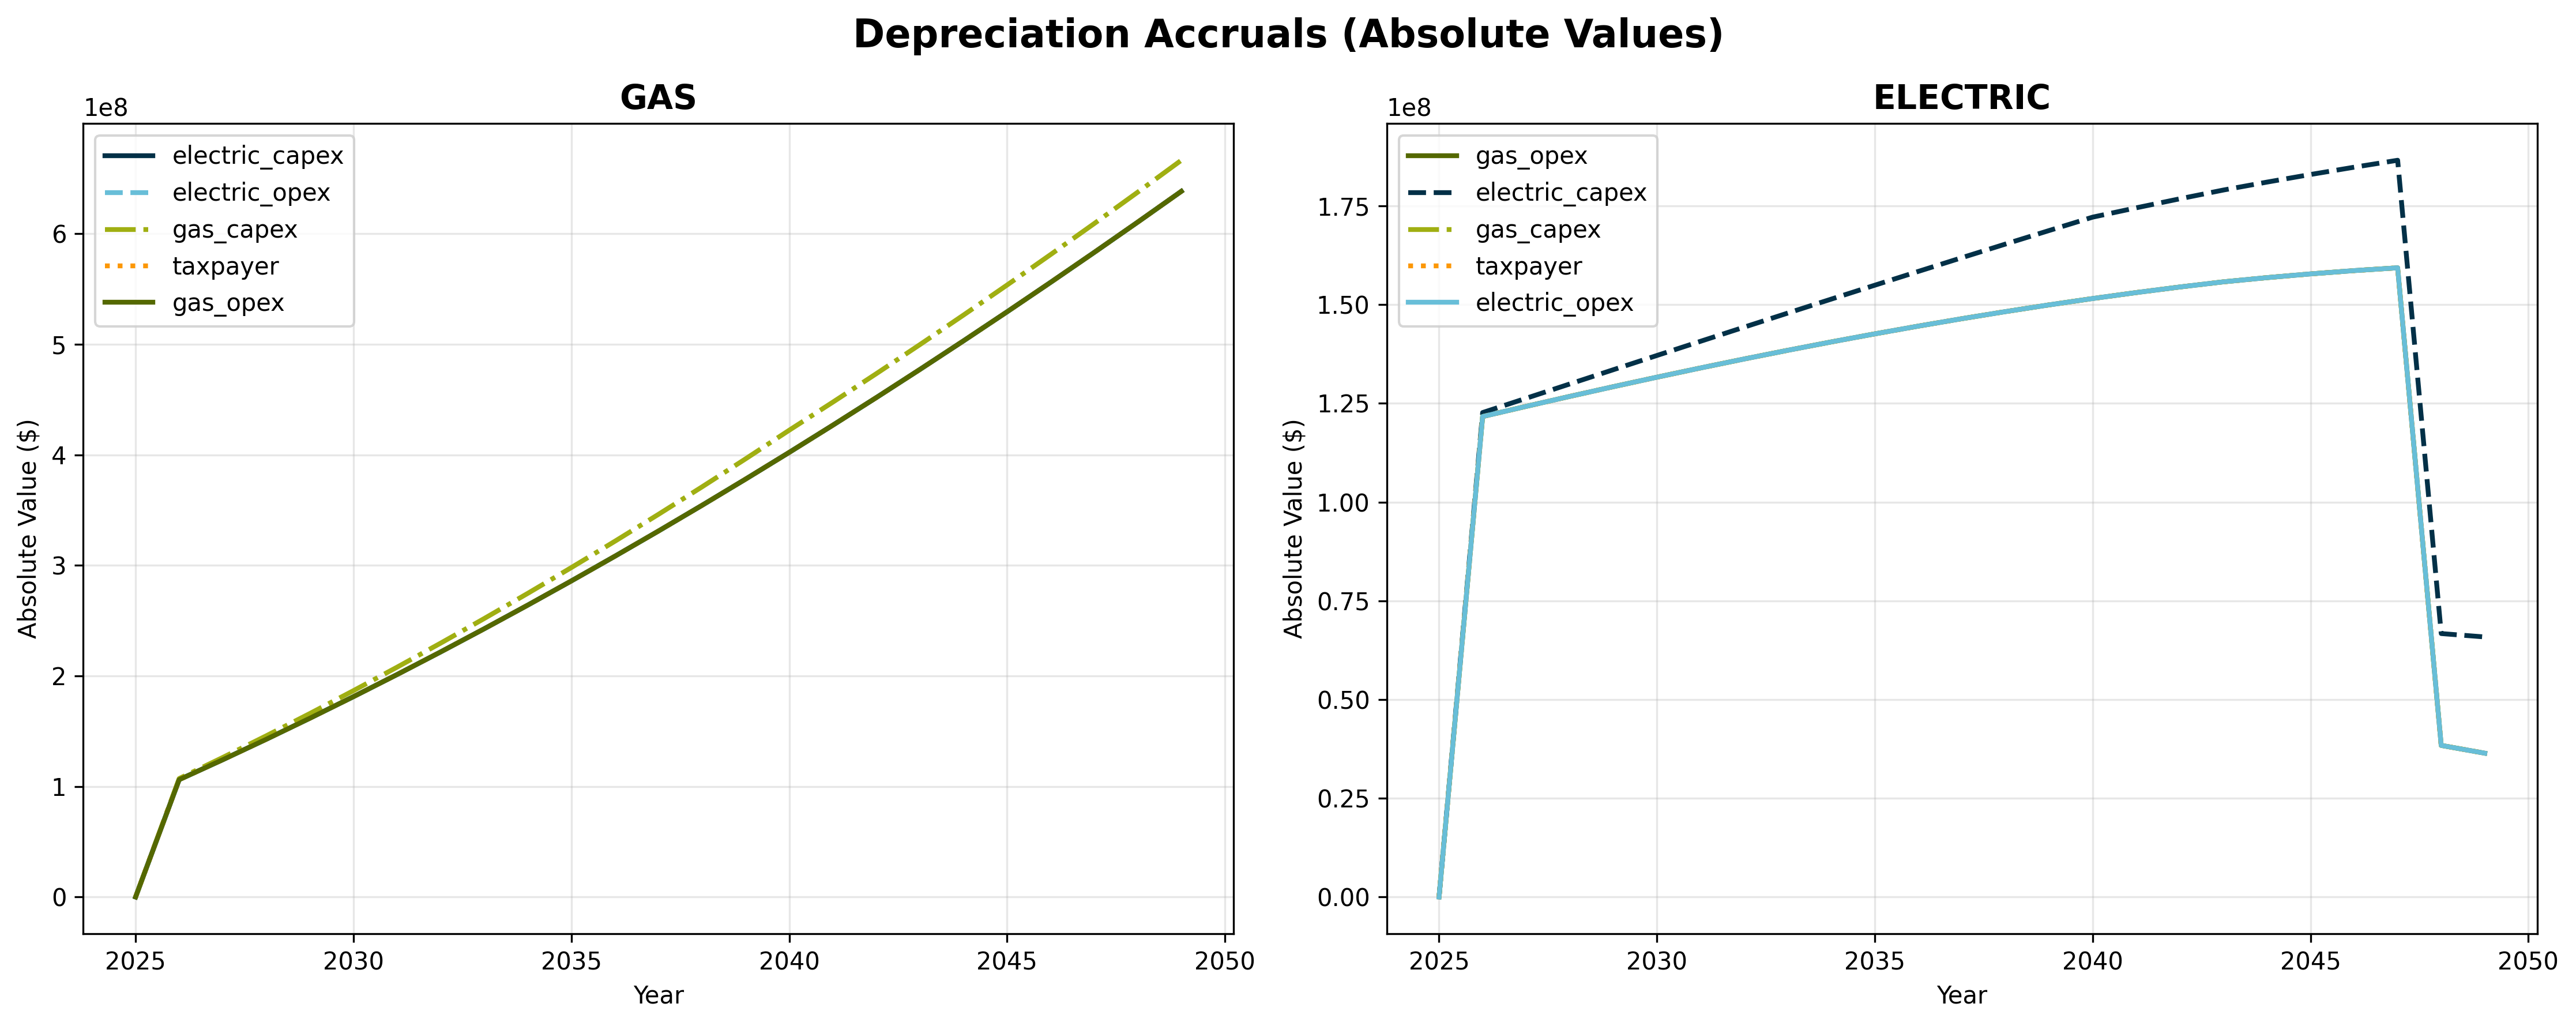 Depreciation Accruals (Absolute Values)
GAS
1e8
electric_capex
electric_opex
gas_capex
taxpayer
gas_opex
6
5
4
3
2
1
0
Absolute Value ($)
2025 2030 2035 2040 2045 2050
Year
ELECTRIC
1e8
gas_opex
electric_capex
gas_capex
taxpayer
electric_opex
1.75
1.50
1.25
1.00
0.75
0.50
0.25
0.00
Absolute Value ($)
2025 2030 2035 2040 2045 2050
Year